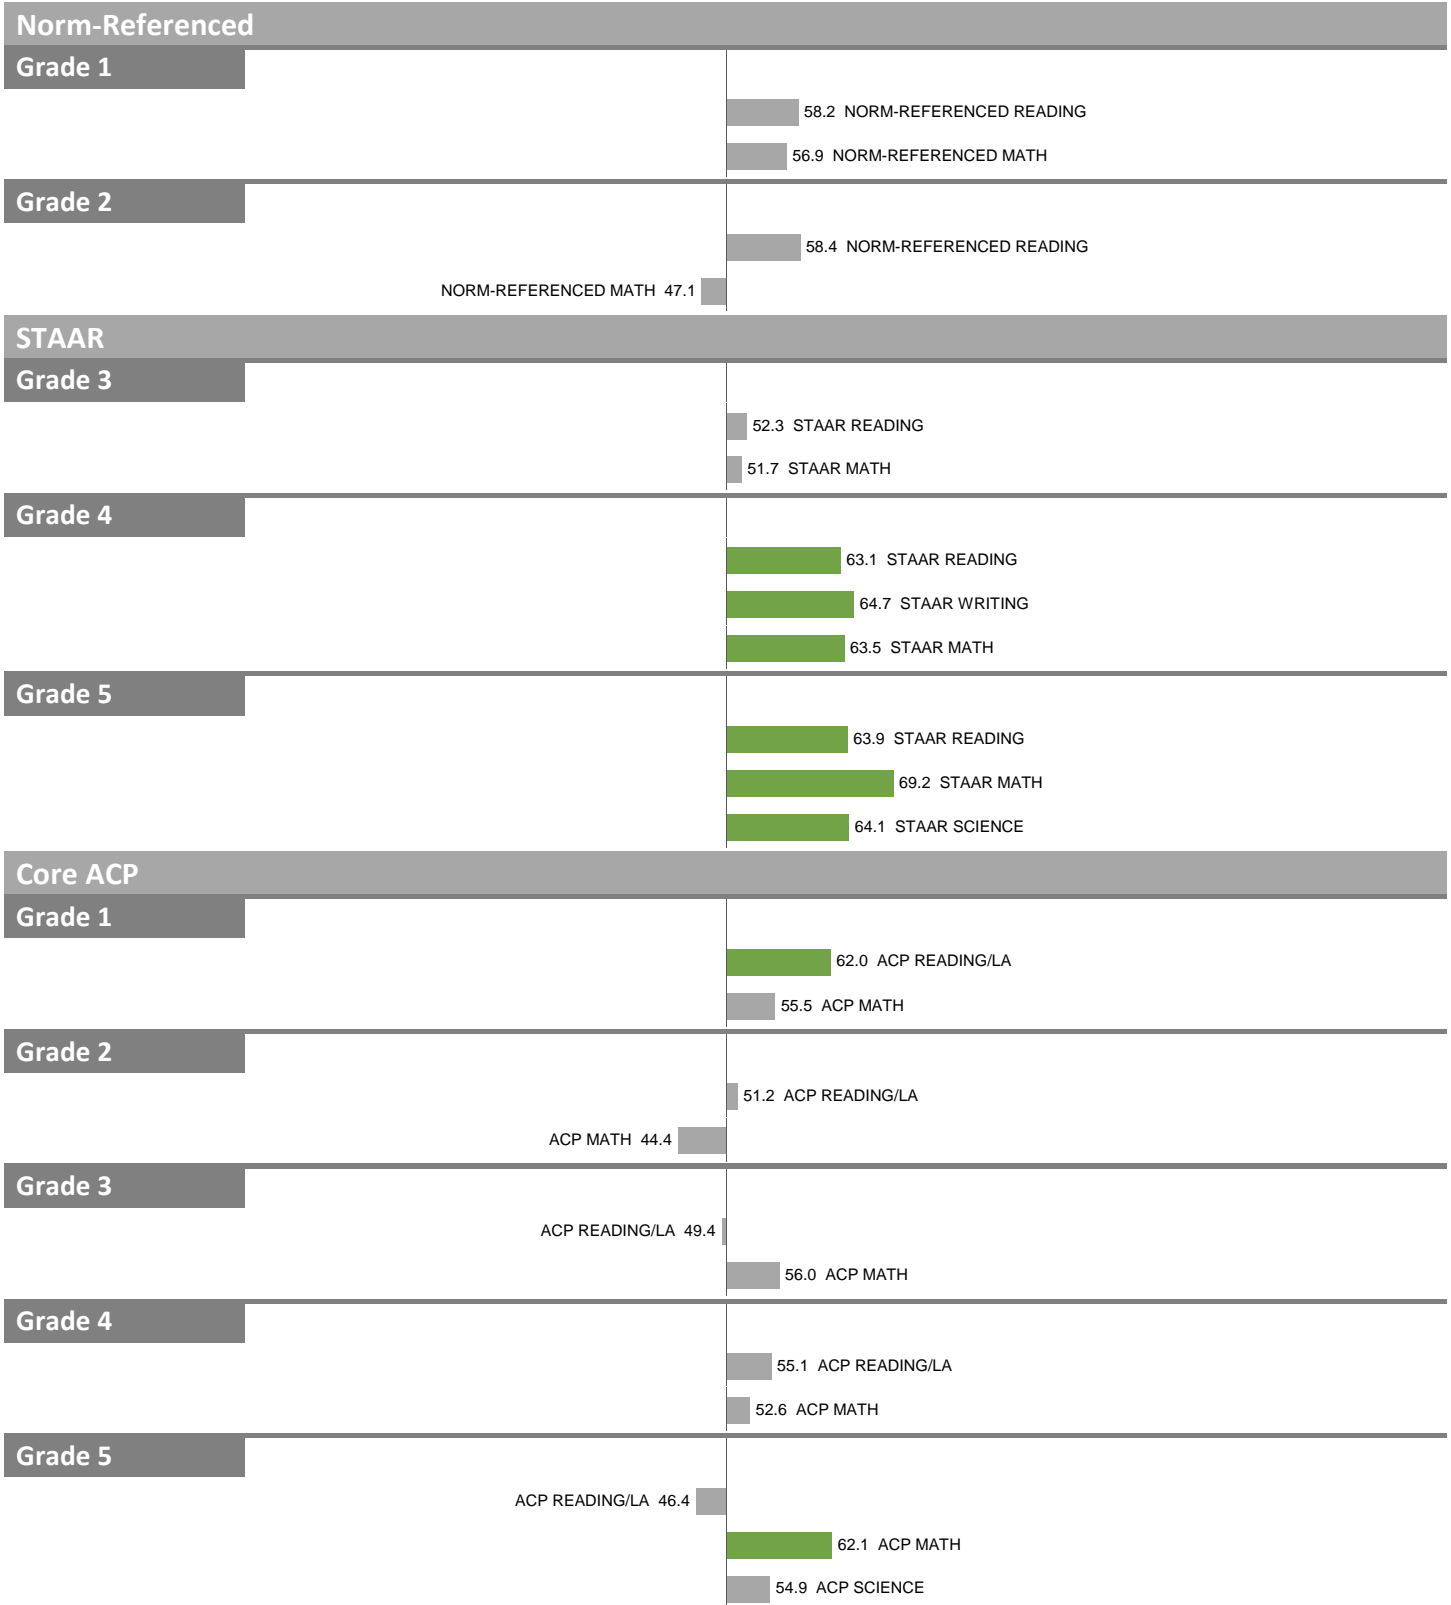 Norm-Referenced
Grade 1
58.2 NORM-REFERENCED READING
56.9 NORM-REFERENCED MATH
Grade 2
58.4 NORM-REFERENCED READING
NORM-REFERENCED MATH 47.1
STAAR
Grade 3
52.3 STAAR READING
51.7 STAAR MATH
Grade 4
63.1 STAAR READING
64.7 STAAR WRITING
63.5 STAAR MATH
Grade 5
63.9 STAAR READING
69.2 STAAR MATH
64.1 STAAR SCIENCE
Core ACP
Grade 1
62.0 ACP READING/LA
55.5 ACP MATH
Grade 2
51.2 ACP READING/LA
ACP MATH 44.4
Grade 3
ACP READING/LA 49.4
56.0 ACP MATH
Grade 4
55.1 ACP READING/LA
52.6 ACP MATH
Grade 5
ACP READING/LA 46.4
62.1 ACP MATH
54.9 ACP SCIENCE